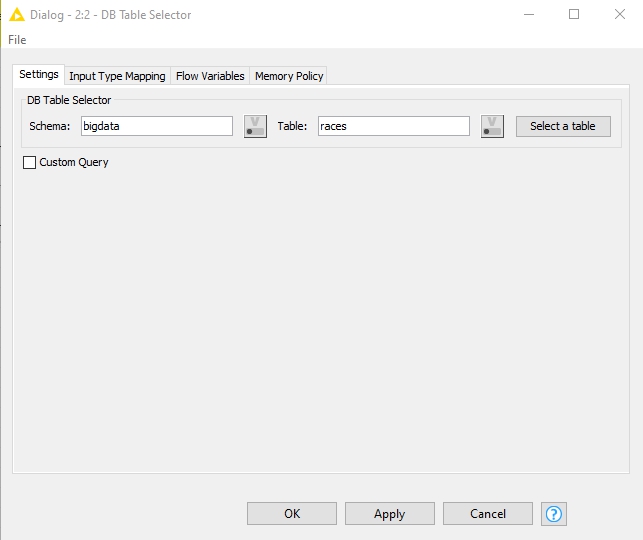 Dialog - 2:2 - DB Table Selector
File
Settings Input Type Mapping Flow Variables Memory Policy
DB Table Selector
Schema: bigdata V Table: races V Select a table
Custom Query
OK Apply Cancel ?